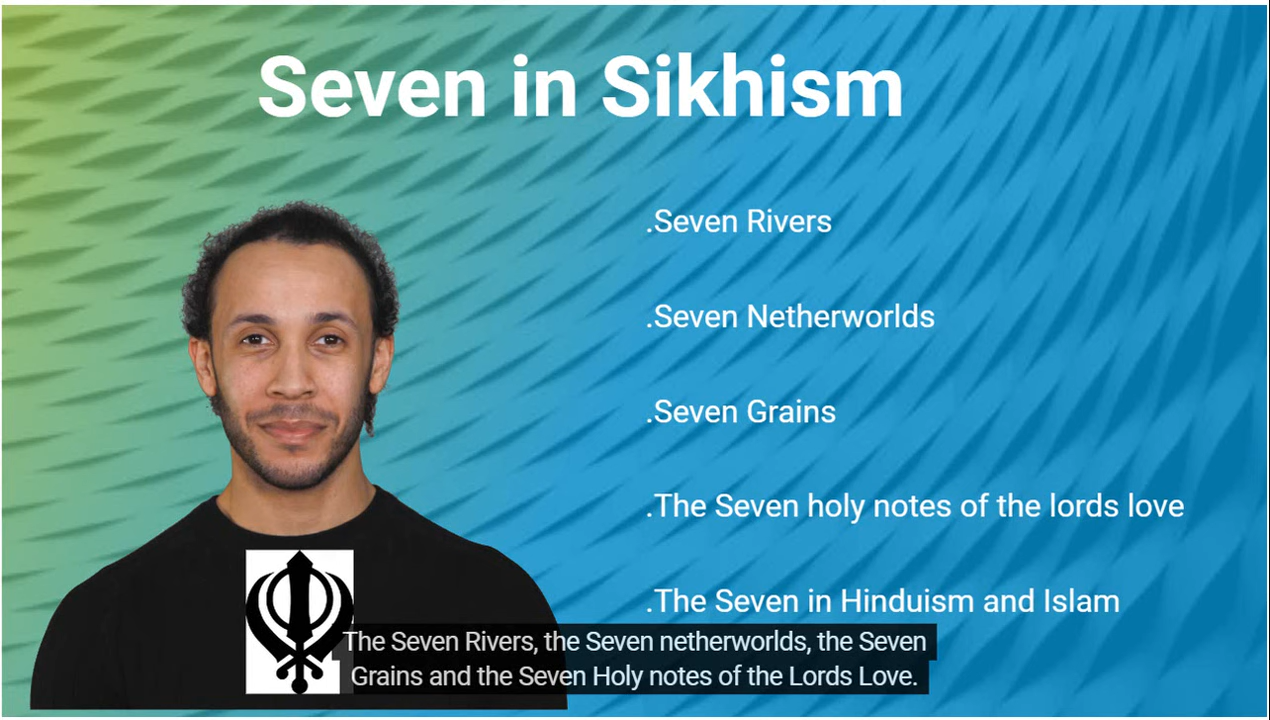 Seven in Sikhism
.Seven Rivers
.Seven Netherworlds
.Seven Grains
.The Seven holy notes of the lords love
.The Seven in Hinduism and Islam
The Seven Rivers, the Seven netherworlds, the Seven
Grains and the Seven Holy notes of the Lords Love.